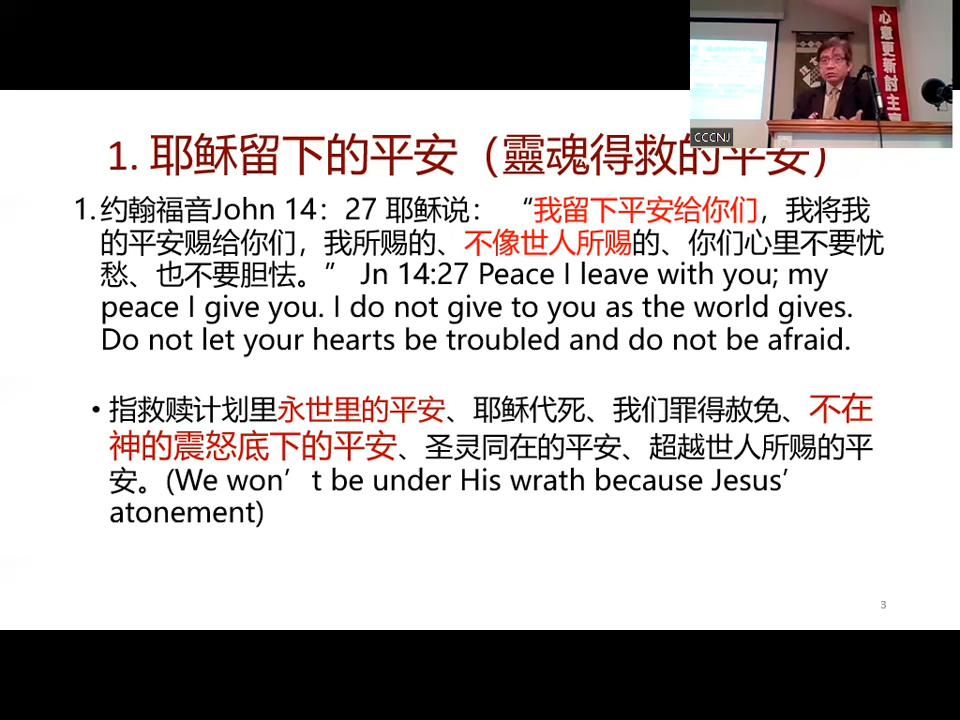 心意更新討主
CCCNJ
1. 耶稣留下的平安（靈魂得救的平安）
1. 约翰福音John 14：27 耶稣说： “我留下平安给你们，我将我
的平安赐给你们，我所赐的、不像世人所赐的、你们心里不要忧
愁、也不要胆怯。” Jn 14:27 Peace I leave with you; my
peace I give you. I do not give to you as the world gives.
Do not let your hearts be troubled and do not be afraid.
• 指救赎计划里永世里的平安、耶稣代死、我们罪得赦免、不在
神的震怒底下的平安、圣灵同在的平安、超越世人所赐的平
安。(We won’t be under His wrath because Jesus’
atonement)
3